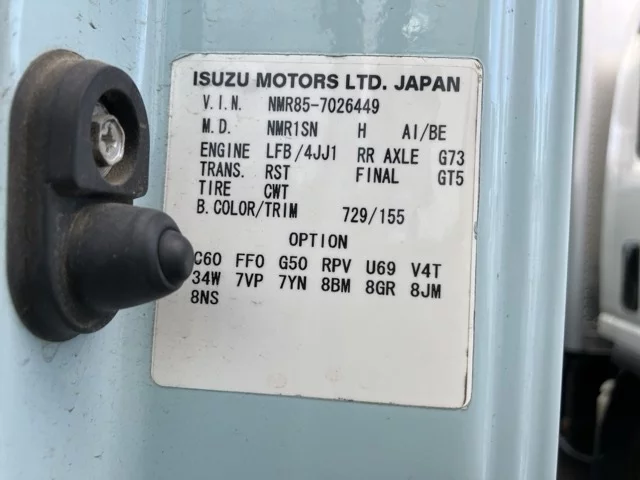 ISUZU MOTORS LTD. JAPAN
V.I.N. NMR85-7026449
M.D. NMR1SN H AI/BE
ENGINE LFB/4JJ1 RR AXLE G73
TRANS. RST FINAL GT5
TIRE CWT
B.COLOR/TRIM 729/155
OPTION
C60 FF0 G50 RPV U69 V4T
34W 7VP 7YN 8BM 8GR 8JM
8NS